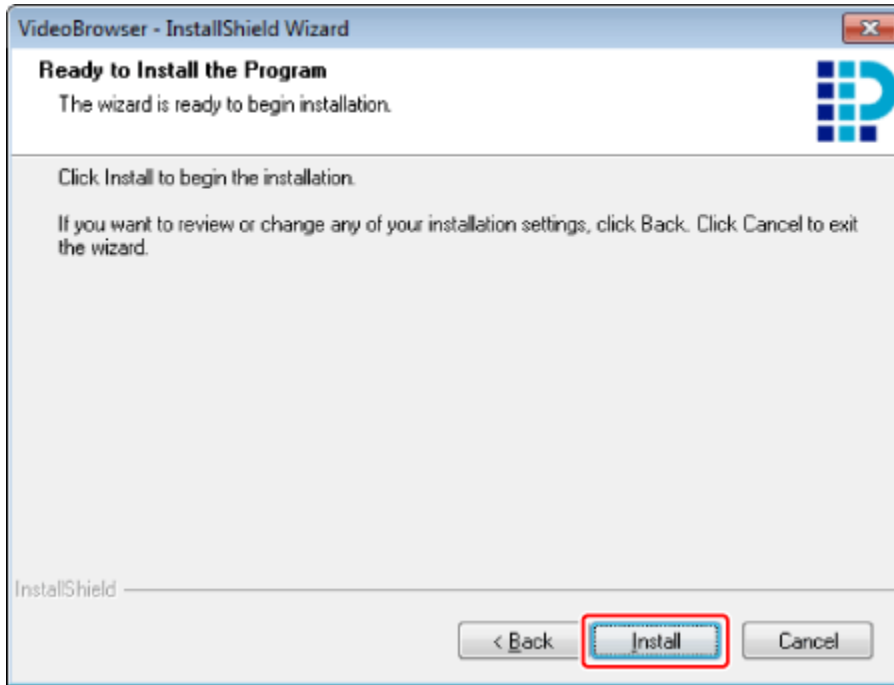 VideoBrowser - InstallShield Wizard
Ready to Install the Program
The wizard is ready to begin installation.
Click Install to begin the installation.
If you want to review or change any of your installation settings, click Back. Click Cancel to exit
the wizard.
InstallShield
< Back Install Cancel